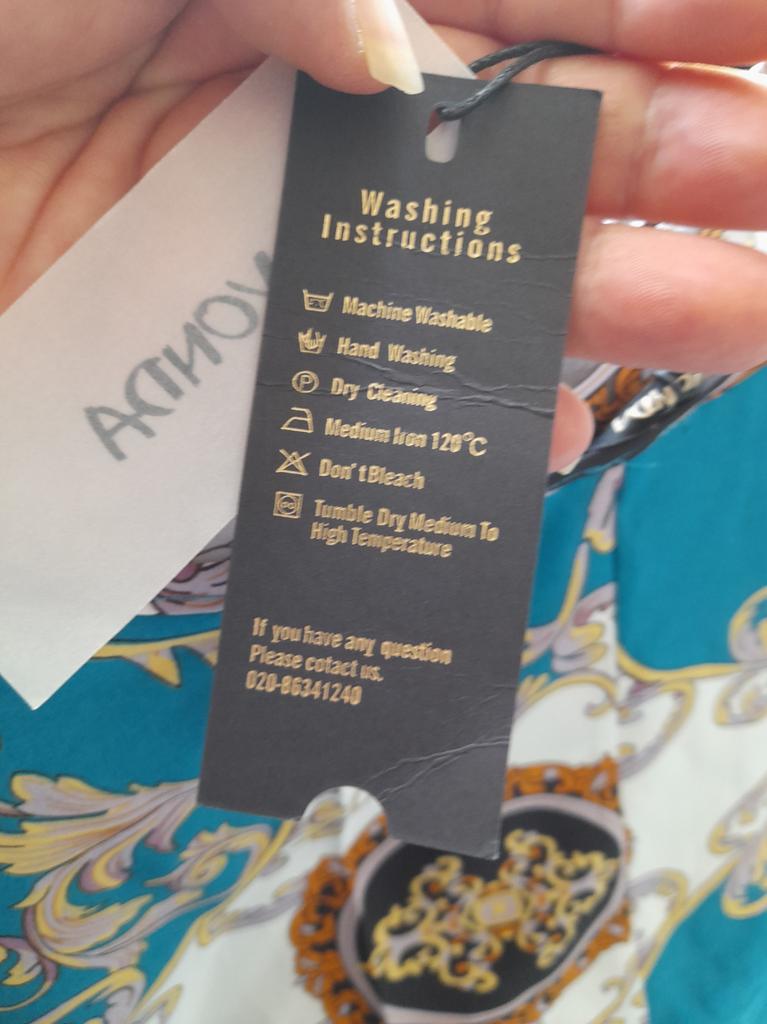 Washing
Instructions
Machine Washable
Hand Washing
P Dry Cleaning
Medium Iron 120°C
Don't Bleach
Tumble Dry Medium To
High Temperature
If you have any question
Please cotact us.
020-86341240